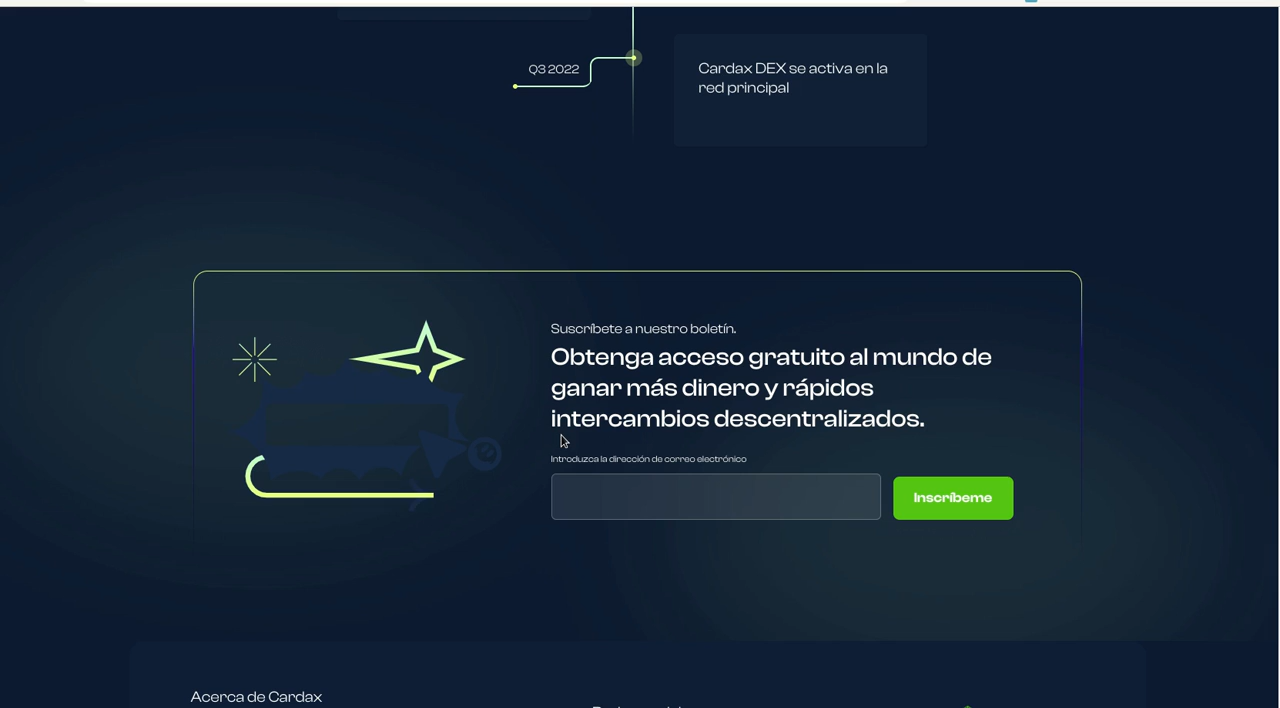 Q3 2022
Cardax DEX se activa en la
red principal
Suscríbete a nuestro boletín.
Obtenga acceso gratuito al mundo de
ganar más dinero y rápidos
intercambios descentralizados.
Introduzca la dirección de correo electrónico
Inscríbeme
Acerca de Cardax